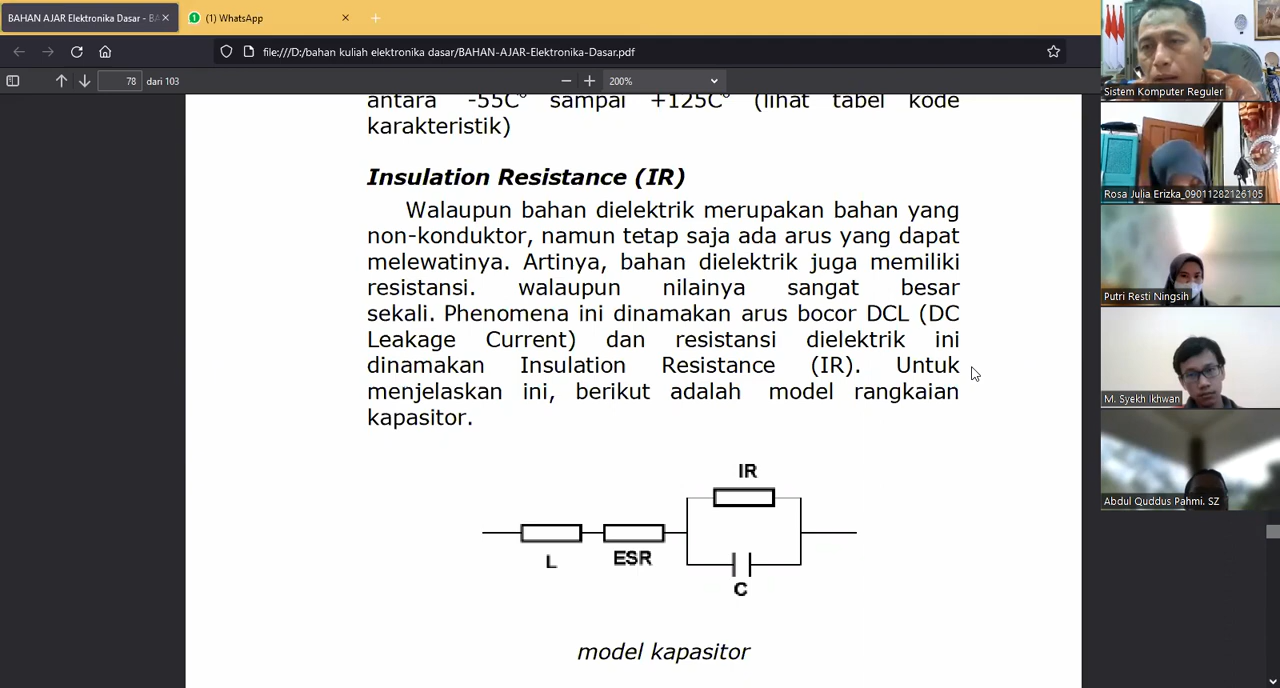 BAHAN AJAR Elektronika Dasar - BA
(1) WhatsApp
file:///D:/bahan kuliah elektronika dasar/BAHAN-AJAR-Elektronika-Dasar.pdf
78 dari 103
200%
antara -55C° sampai +125C° (lihat tabel kode
karakteristik)
Insulation Resistance (IR)
Walaupun bahan dielektrik merupakan bahan yang
non-konduktor, namun tetap saja ada arus yang dapat
melewatinya. Artinya, bahan dielektrik juga memiliki
resistansi. walaupun nilainya sangat besar
sekali. Phenomena ini dinamakan arus bocor DCL (DC
Leakage Current) dan resistansi dielektrik ini
dinamakan Insulation Resistance (IR). Untuk
menjelaskan ini, berikut adalah model rangkaian
kapasitor.
IR
L
ESR
C
model kapasitor
Sistem Komputer Reguler
Rosa Julia Erizka_09011282126105
Putri Resti Ningsih
M. Syekh Ikhwan
Abdul Quddus Pahmi. SZ